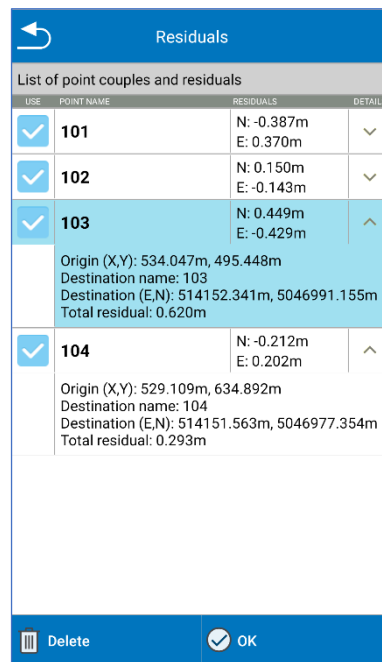 Residuals
List of point couples and residuals
USE POINT NAME RESIDUALS DETAIL
101 N: -0.387m
E: 0.370m
102 N: 0.150m
E: -0.143m
103 N: 0.449m
E: -0.429m
Origin (X,Y): 534.047m, 495.448m
Destination name: 103
Destination (E,N): 514152.341m, 5046991.155m
Total residual: 0.620m
104 N: -0.212m
E: 0.202m
Origin (X,Y): 529.109m, 634.892m
Destination name: 104
Destination (E,N): 514151.563m, 5046977.354m
Total residual: 0.293m
Delete OK